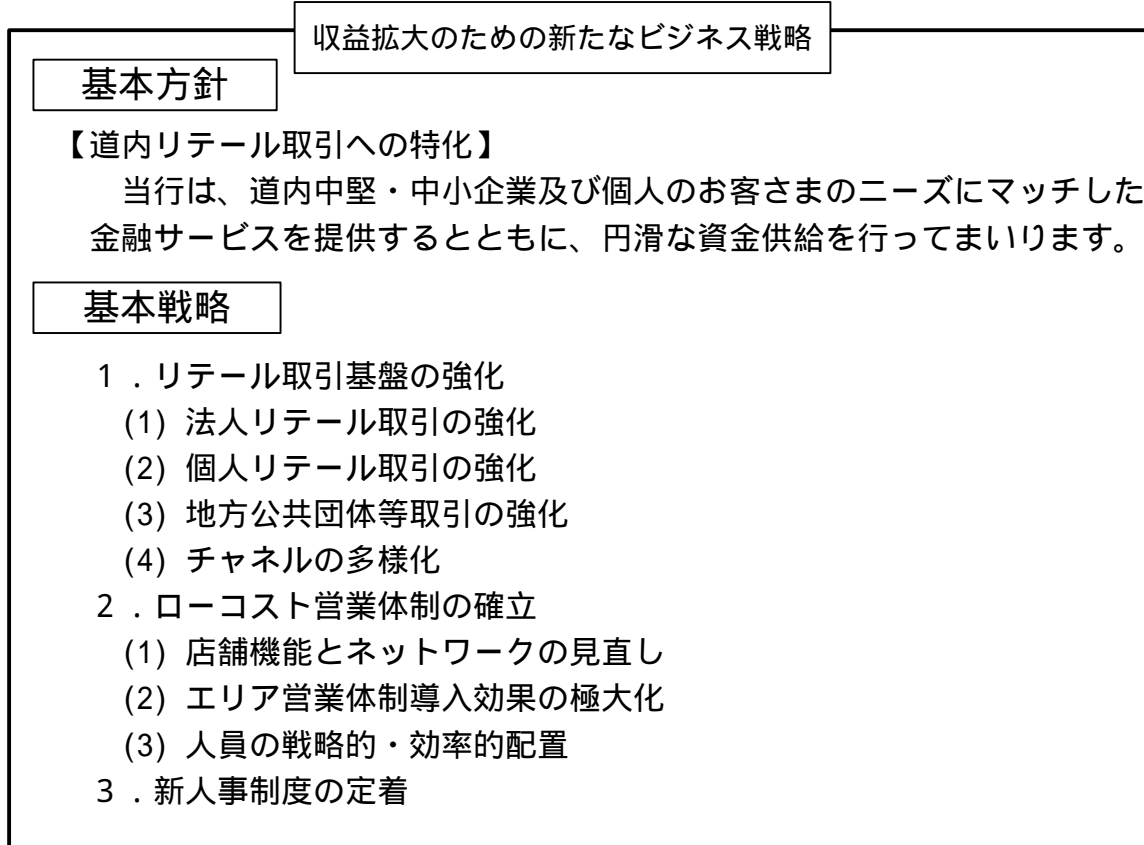 収益拡大のための新たなビジネス戦略
基本方針
【道内リテール取引への特化】
当行は、道内中堅・中小企業及び個人のお客さまのニーズにマッチした
金融サービスを提供するとともに、円滑な資金供給を行ってまいります。
基本戦略
1．リテール取引基盤の強化
(1) 法人リテール取引の強化
(2) 個人リテール取引の強化
(3) 地方公共団体等取引の強化
(4) チャネルの多様化
2．ローコスト営業体制の確立
(1) 店舗機能とネットワークの見直し
(2) エリア営業体制導入効果の極大化
(3) 人員の戦略的・効率的配置
3．新人事制度の定着